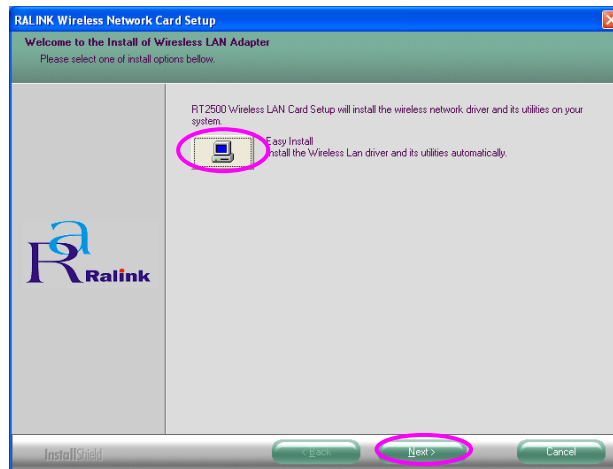 RALINK Wireless Network Card Setup
Welcome to the Install of Wiresless LAN Adapter
Please select one of install options bellow.
RT2500 Wireless LAN Card Setup will install the wireless network driver and its utilities on your
system.
Easy Install
Install the Wireless Lan driver and its utilities automatically.
Ra
Ralink
InstallShield
< Back
Next >
Cancel